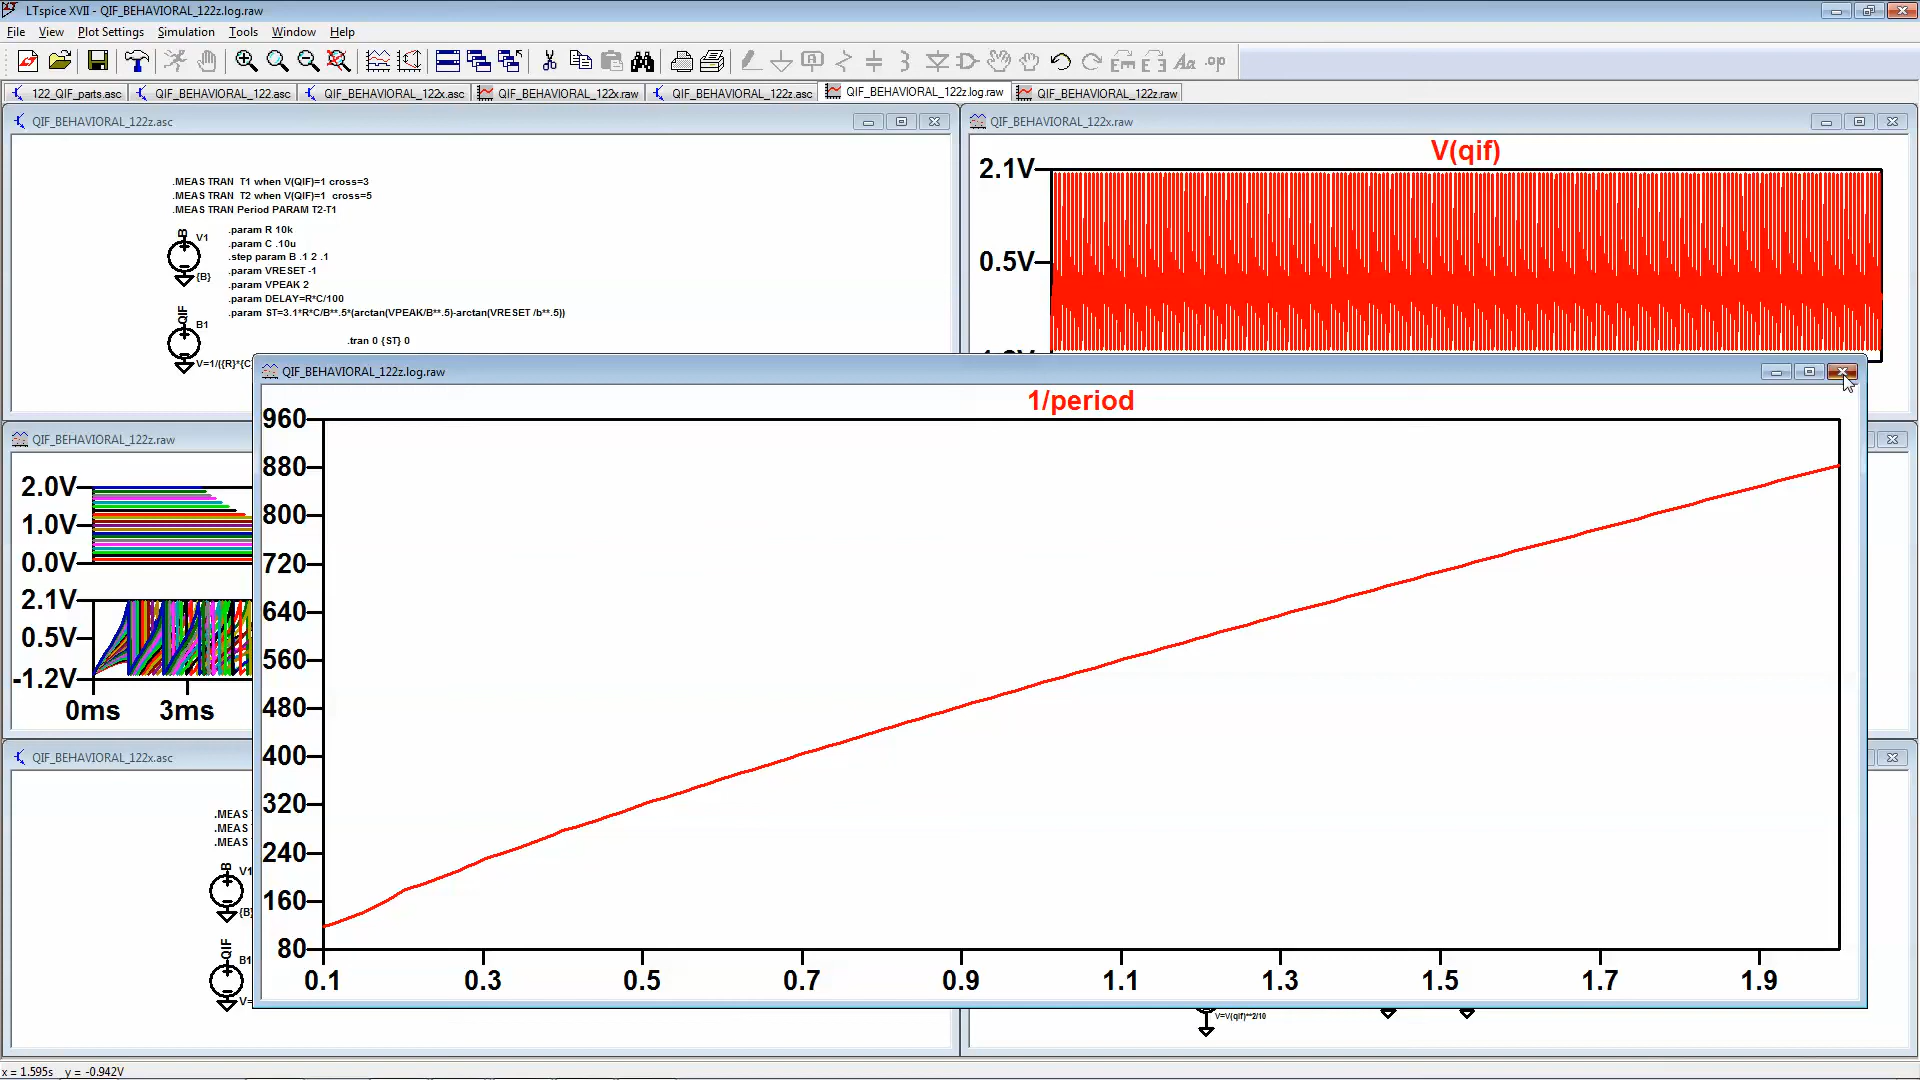 LTspice XVII - QIF_BEHAVIORAL_122z.log.raw
File View Plot Settings Simulation Tools Window Help
122_QIF_parts.asc QIF_BEHAVIORAL_122.asc QIF_BEHAVIORAL_122x.asc QIF_BEHAVIORAL_122x.raw QIF_BEHAVIORAL_122z.asc QIF_BEHAVIORAL_122z.log.raw QIF_BEHAVIORAL_122z.raw
QIF_BEHAVIORAL_122z.asc
.MEAS TRAN T1 when V(QIF)=1 cross=3
.MEAS TRAN T2 when V(QIF)=1 cross=5
.MEAS TRAN Period PARAM T2-T1
.param R 10k
.param C .10u
.step param B .1 2 .1
.param VRESET -1
.param VPEAK 2
.param DELAY=R*C/100
.param ST=3.1*R*C/B**.5*(arctan(VPEAK/B**.5)-arctan(VRESET /b**.5))
.tran 0 {ST} 0
B
V1
{B}
QIF
B1
V=1/({R}*{C
QIF_BEHAVIORAL_122x.raw
V(qif)
2.1V
0.5V
QIF_BEHAVIORAL_122z.log.raw
1/period
960
880
800
720
640
560
480
400
320
240
160
80
0.1 0.3 0.5 0.7 0.9 1.1 1.3 1.5 1.7 1.9
QIF_BEHAVIORAL_122z.raw
2.0V
1.0V
0.0V
2.1V
0.5V
-1.2V
0ms 3ms
QIF_BEHAVIORAL_122x.asc
.MEAS
.MEAS
.MEAS
B
V1
{B}
QIF
B1
V=
V=V(qif)**2/10
x = 1.595s y = -0.942V